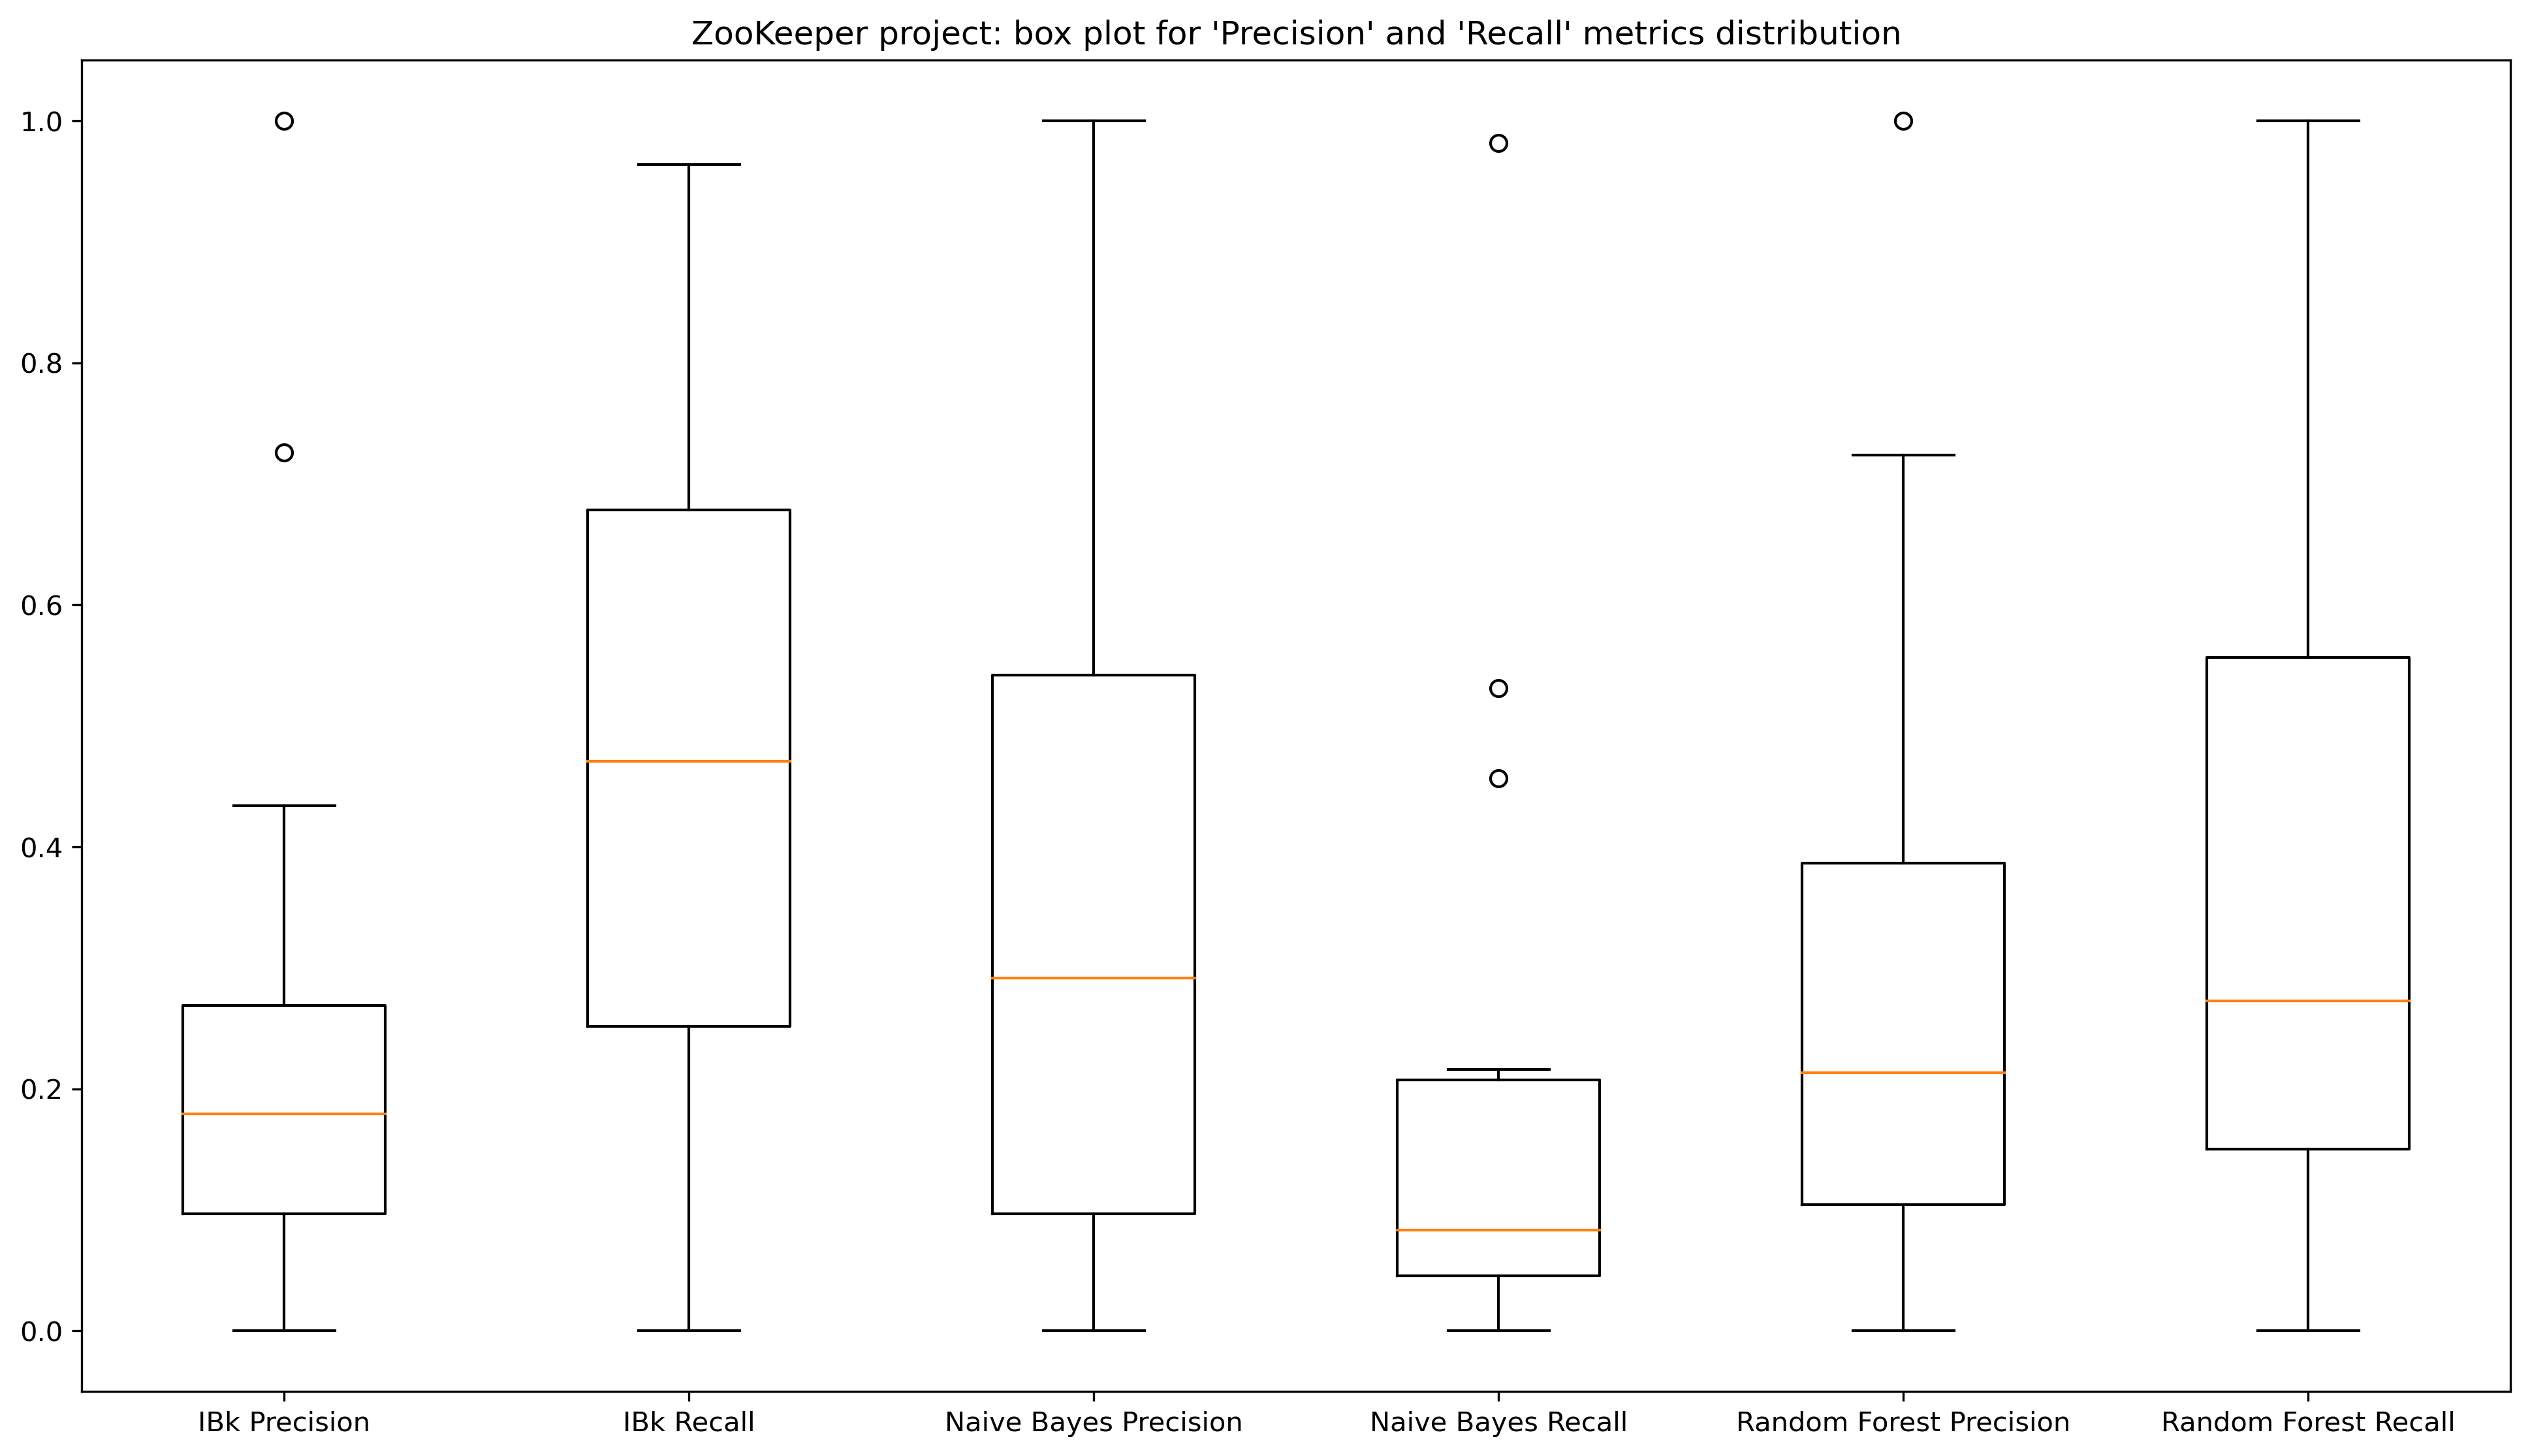 ZooKeeper project: box plot for 'Precision' and 'Recall' metrics distribution
1.0
0.8
0.6
0.4
0.2
0.0
IBk Precision
IBk Recall
Naive Bayes Precision
Naive Bayes Recall
Random Forest Precision
Random Forest Recall